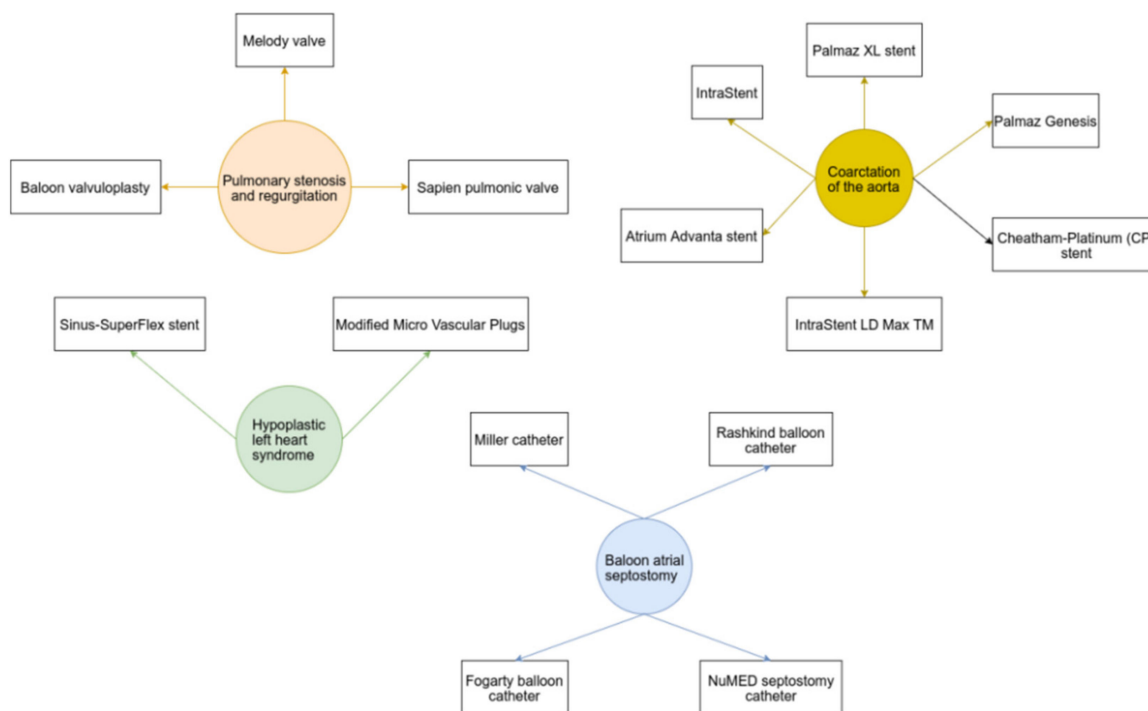 Melody valve
Baloon valvuloplasty
Pulmonary stenosis
and regurgitation
Sapien pulmonic valve
Palmaz XL stent
IntraStent
Palmaz Genesis
Coarctation
of the aorta
Atrium Advanta stent
Cheatham-Platinum (CP
stent
IntraStent LD Max TM
Sinus-SuperFlex stent
Modified Micro Vascular Plugs
Hypoplastic
left heart
syndrome
Miller catheter
Rashkind balloon
catheter
Baloon atrial
septostomy
Fogarty balloon
catheter
NuMED septostomy
catheter